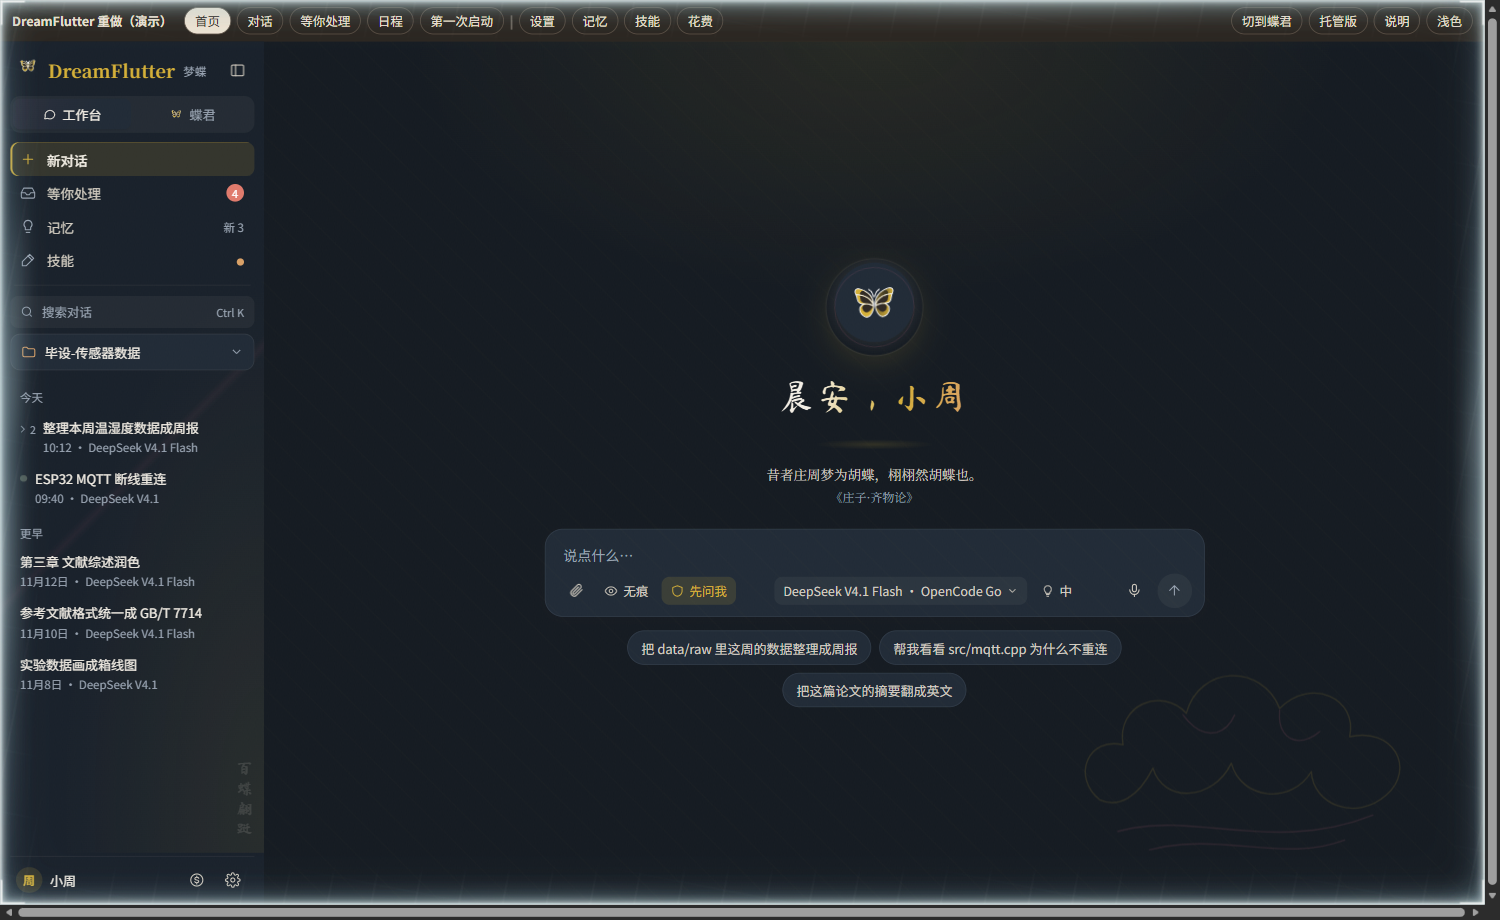 DreamFlutter 重做（演示） 首页 对话 等你处理 日程 第一次启动 | 设置 记忆 技能 花费 切到蝶君 托管版 说明 浅色
DreamFlutter 梦蝶
工作台 蝶君
新对话
等你处理 4
记忆 新 3
技能
搜索对话 Ctrl K
毕设-传感器数据
今天
2 整理本周温湿度数据成周报
10:12 • DeepSeek V4.1 Flash
ESP32 MQTT 断线重连
09:40 • DeepSeek V4.1
更早
第三章 文献综述润色
11月12日 • DeepSeek V4.1 Flash
参考文献格式统一成 GB/T 7714
11月10日 • DeepSeek V4.1 Flash
实验数据画成箱线图
11月8日 • DeepSeek V4.1
百
蝶
翩
周 小周
晨安，小周
昔者庄周梦为胡蝶，栩栩然胡蝶也。
《庄子·齐物论》
说点什么…
无痕 先问我 DeepSeek V4.1 Flash • OpenCode Go 中
把 data/raw 里这周的数据整理成周报 帮我看看 src/mqtt.cpp 为什么不重连
把这篇论文的摘要翻成英文